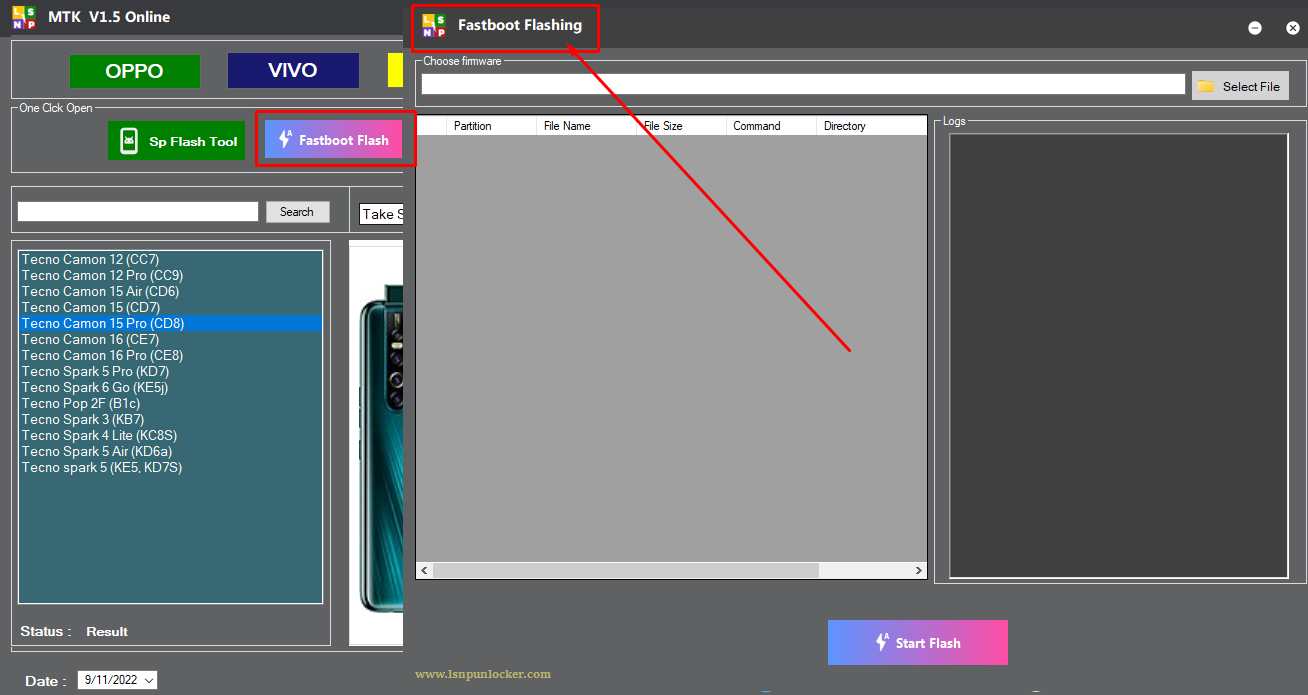 L S N P
MTK V1.5 Online
OPPO
VIVO
One Clck Open
Sp Flash Tool
A
Fastboot Flash
Search
Take S
Tecno Camon 12 (CC7)
Tecno Camon 12 Pro (CC9)
Tecno Camon 15 Air (CD6)
Tecno Camon 15 (CD7)
Tecno Camon 15 Pro (CD8)
Tecno Camon 16 (CE7)
Tecno Camon 16 Pro (CE8)
Tecno Spark 5 Pro (KD7)
Tecno Spark 6 Go (KE5j)
Tecno Pop 2F (B1c)
Tecno Spark 3 (KB7)
Tecno Spark 4 Lite (KC8S)
Tecno Spark 5 Air (KD6a)
Tecno spark 5 (KE5, KD7S)
Status : Result
Date : 9/11/2022
L S N P
Fastboot Flashing
Choose firmware
Select File
Partition File Name File Size Command Directory
Logs
A
Start Flash
www.lsnpunlocker.com